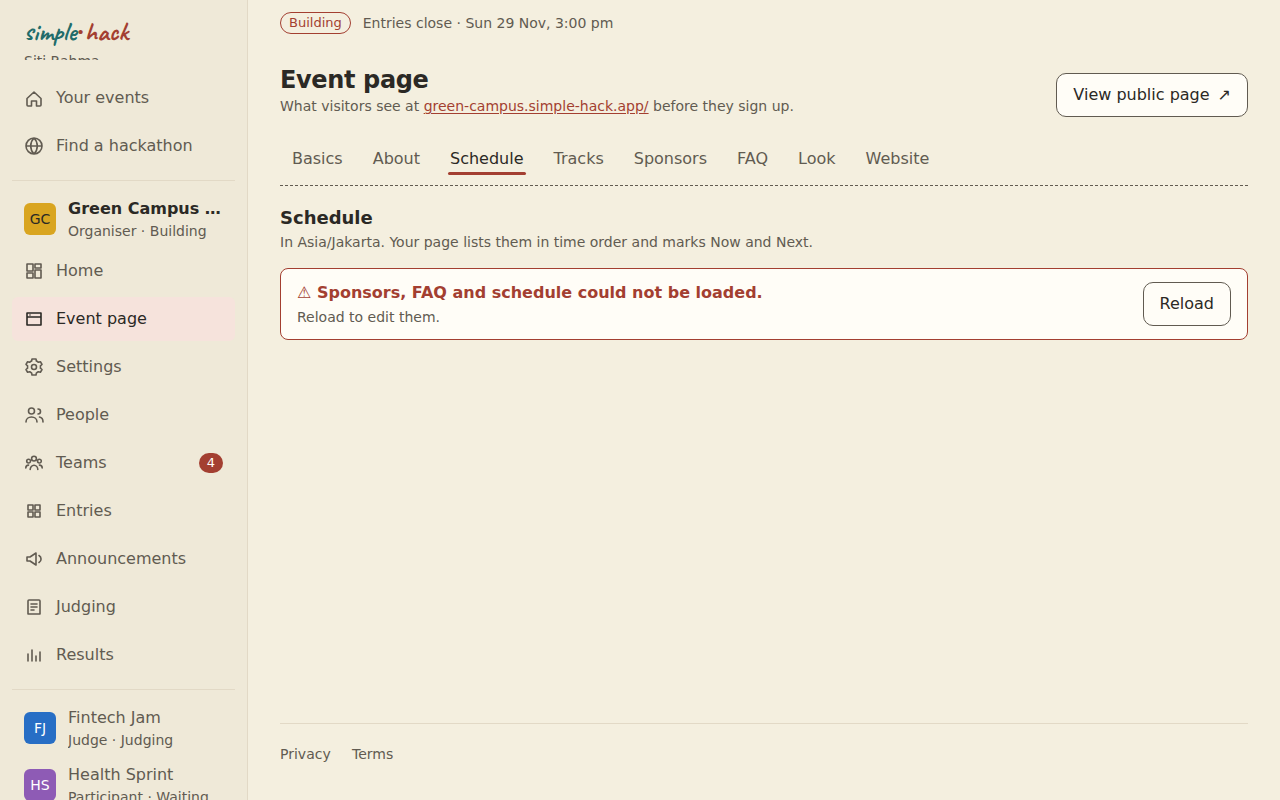 simple·hack
Siti Rahma
Your events
Find a hackathon
GC
Green Campus …
Organiser · Building
Home
Event page
Settings
People
Teams
4
Entries
Announcements
Judging
Results
FJ
Fintech Jam
Judge · Judging
HS
Health Sprint
Participant · Waiting
Building
Entries close · Sun 29 Nov, 3:00 pm
Event page
What visitors see at green-campus.simple-hack.app/ before they sign up.
View public page ↗
Basics About Schedule Tracks Sponsors FAQ Look Website
Schedule
In Asia/Jakarta. Your page lists them in time order and marks Now and Next.
⚠ Sponsors, FAQ and schedule could not be loaded.
Reload to edit them.
Reload
Privacy Terms